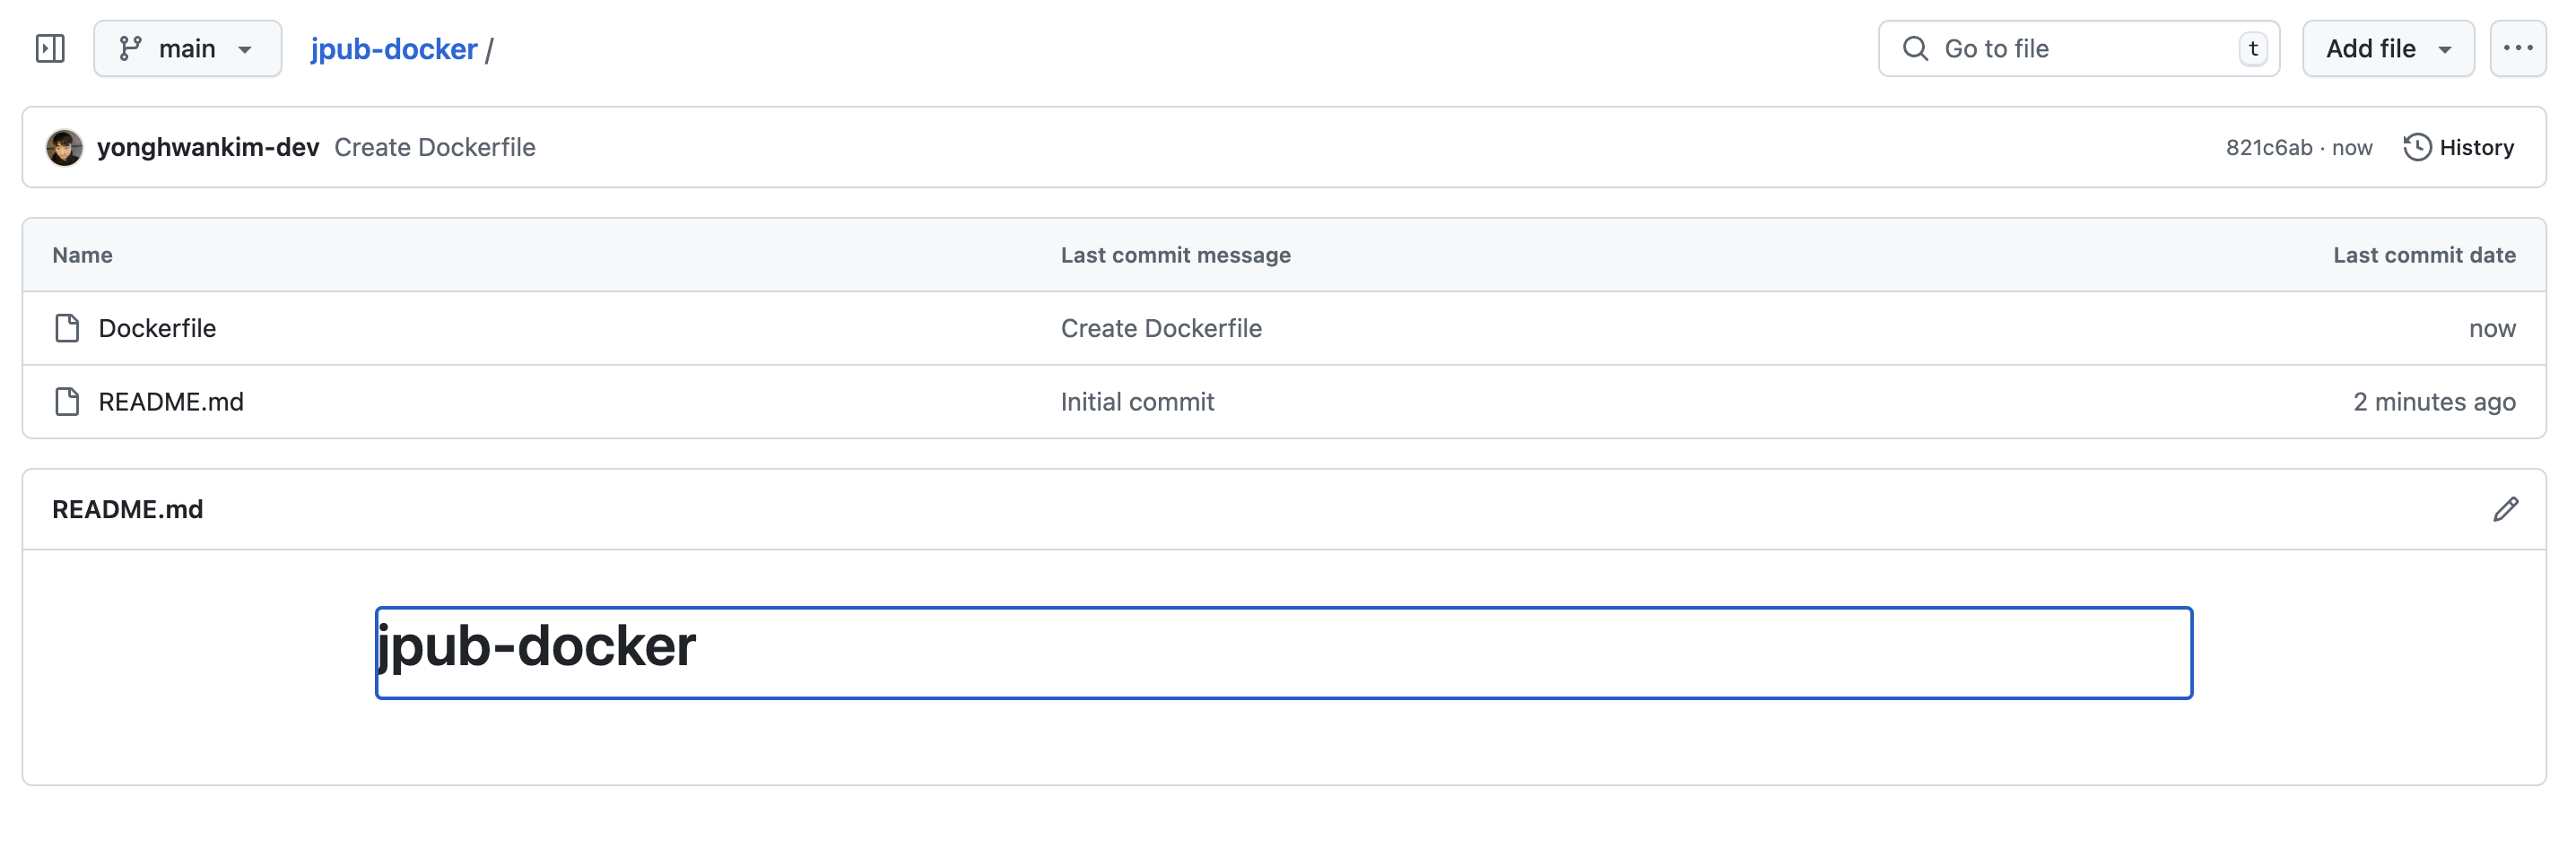 main jpub-docker / Go to file t Add file
yonghwankim-dev Create Dockerfile 821c6ab · now History
Name Last commit message Last commit date
Dockerfile Create Dockerfile now
README.md Initial commit 2 minutes ago
README.md
jpub-docker